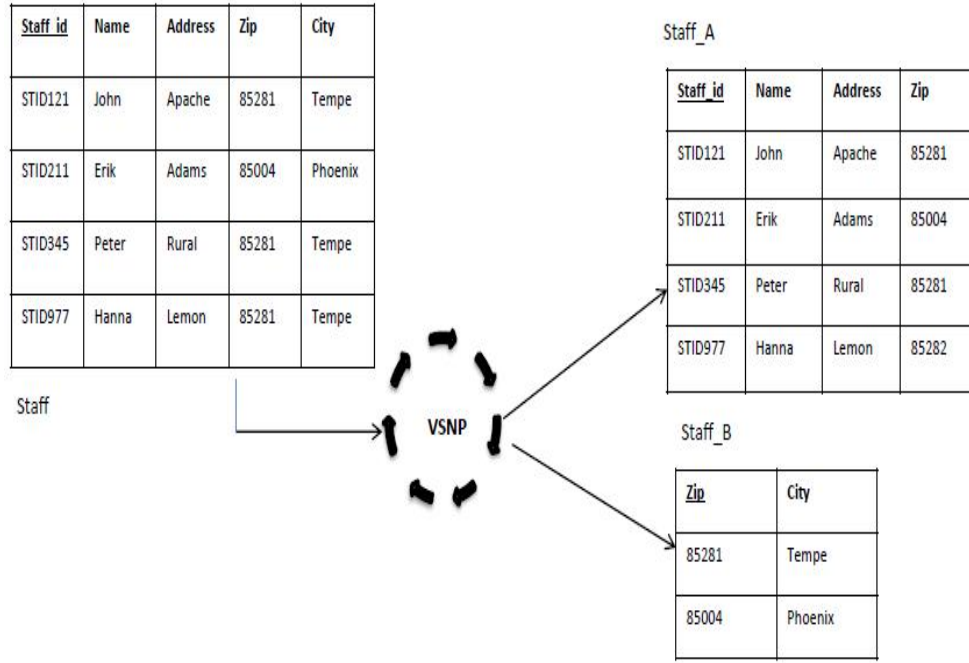 Staff_id Name Address Zip City
STID121 John Apache 85281 Tempe
STID211 Erik Adams 85004 Phoenix
STID345 Peter Rural 85281 Tempe
STID977 Hanna Lemon 85281 Tempe
Staff
VSNP
Staff_A
Staff_id Name Address Zip
STID121 John Apache 85281
STID211 Erik Adams 85004
STID345 Peter Rural 85281
STID977 Hanna Lemon 85282
Staff_B
Zip City
85281 Tempe
85004 Phoenix